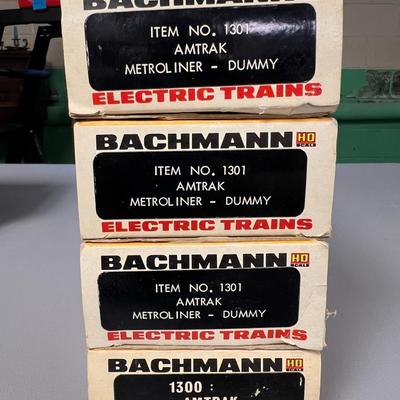 BACHMANN
ITEM NO. 1301
AMTRAK
METROLINER - DUMMY
ELECTRIC TRAINS
BACHMANN HO SCALE
ITEM NO. 1301
AMTRAK
METROLINER - DUMMY
ELECTRIC TRAINS
BACHMANN HO SCALE
ITEM NO. 1301
AMTRAK
METROLINER - DUMMY
ELECTRIC TRAINS
BACHMANN HO SCALE
1300 :
AMTRAK